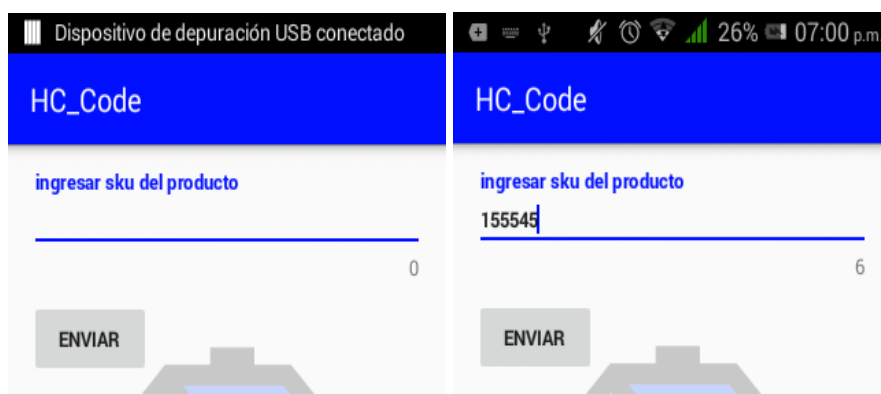 Dispositivo de depuración USB conectado
HC_Code
ingresar sku del producto
0
ENVIAR
26% 07:00 p.m.
HC_Code
ingresar sku del producto
155545
6
ENVIAR